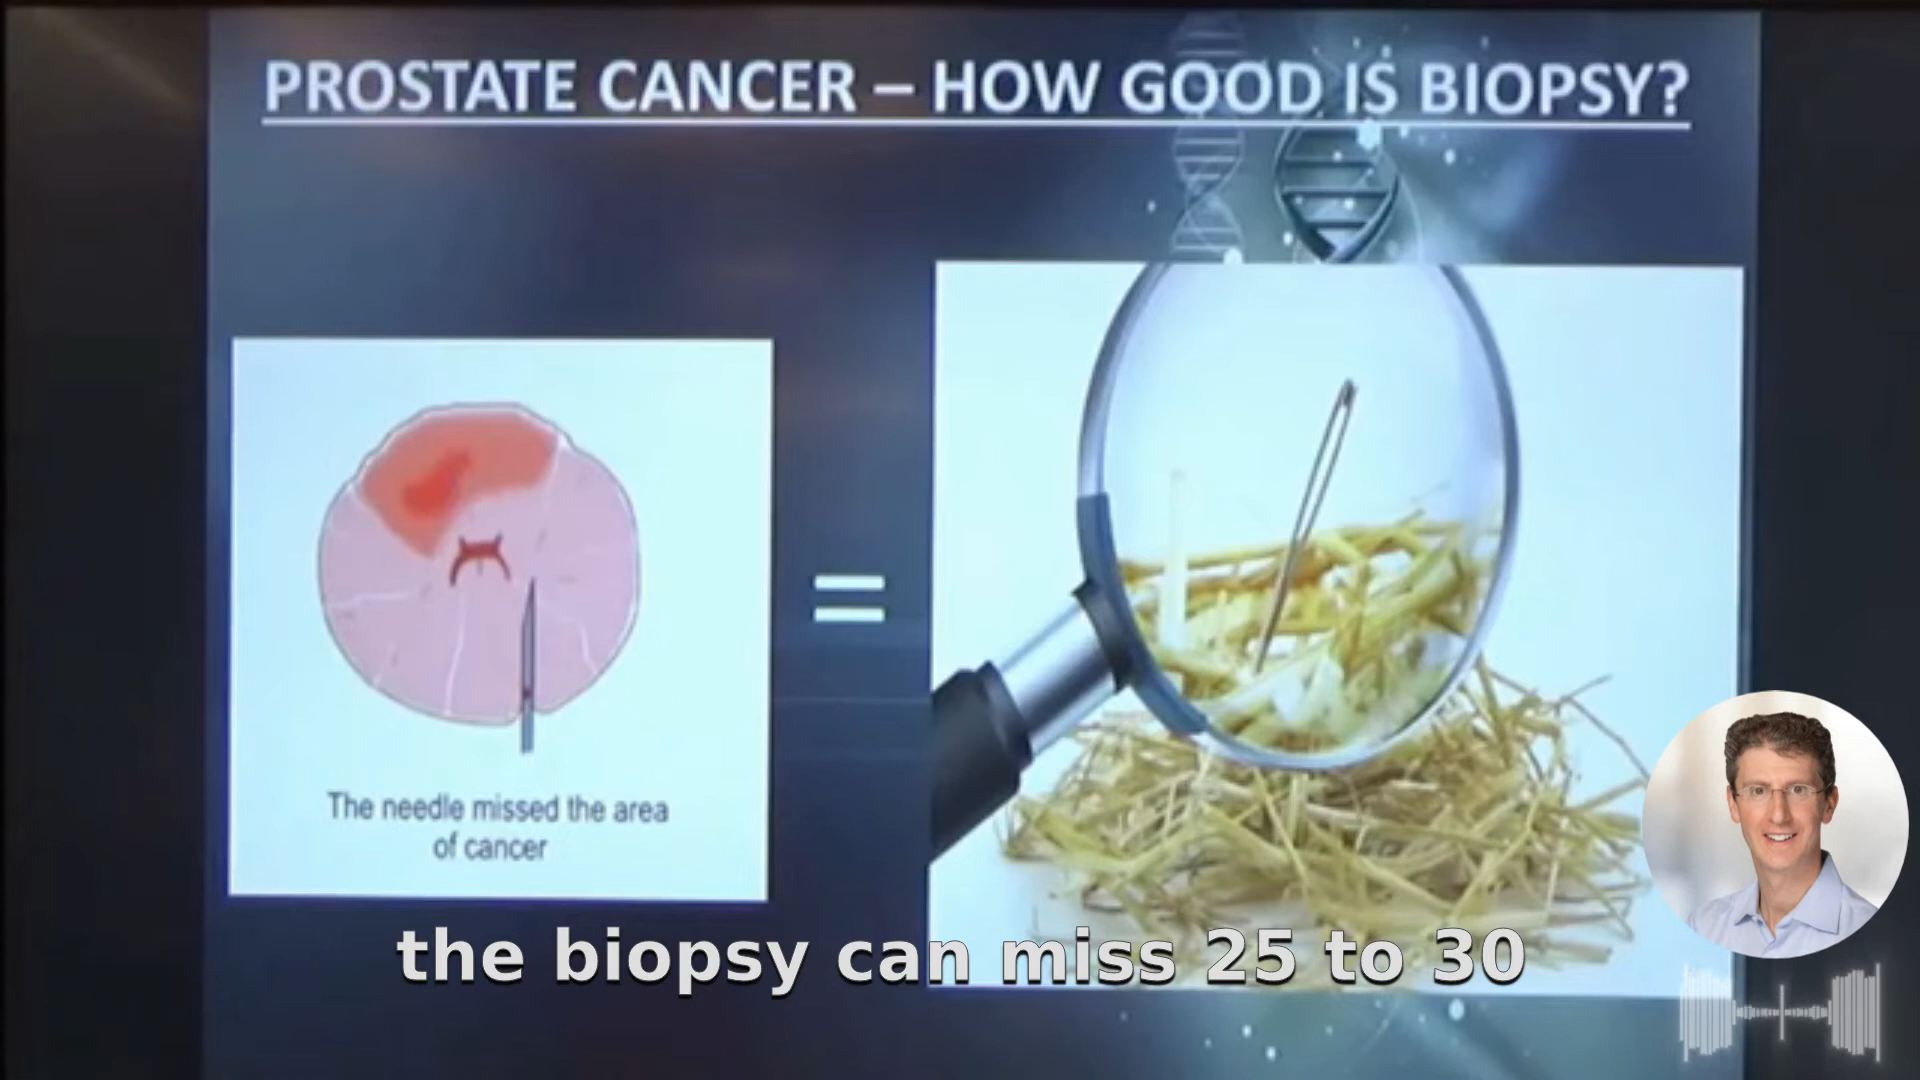 PROSTATE CANCER – HOW GOOD IS BIOPSY?
=
The needle missed the area
of cancer
the biopsy can miss 25 to 30